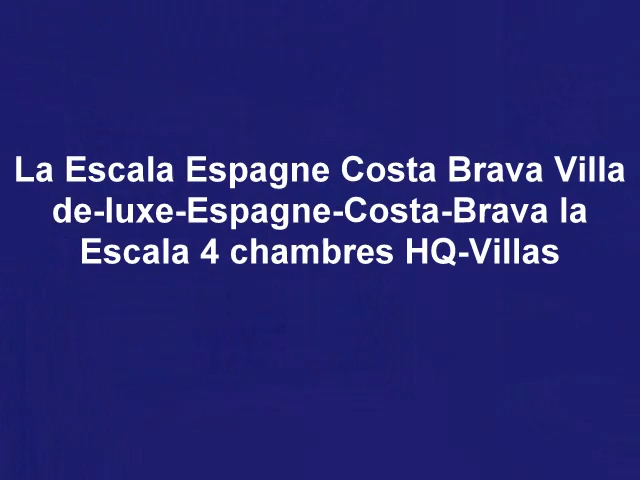 La Escala Espagne Costa Brava Villa
de-luxe-Espagne-Costa-Brava la
Escala 4 chambres HQ-Villas